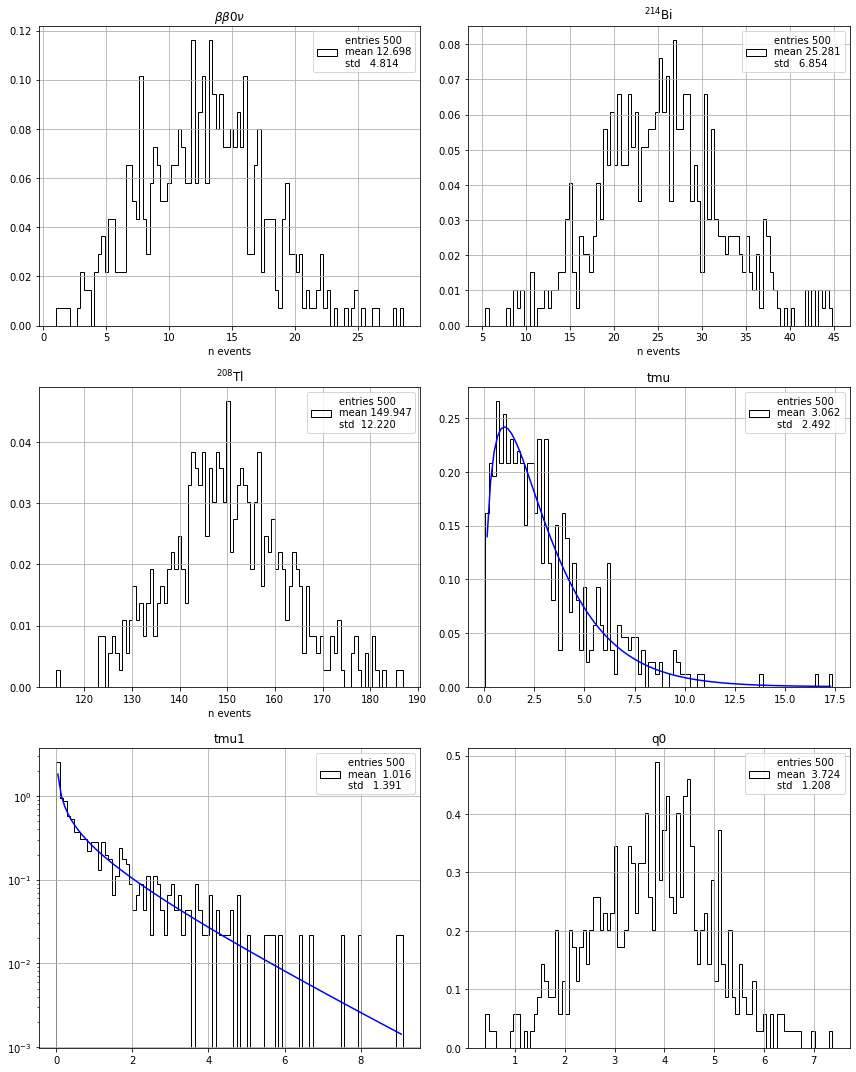 ββ0ν
entries 500
mean 12.698
std 4.814
0.12
0.10
0.08
0.06
0.04
0.02
0.00
0 5 10 15 20 25
n events
²¹⁴Bi
entries 500
mean 25.281
std 6.854
0.08
0.07
0.06
0.05
0.04
0.03
0.02
0.01
0.00
5 10 15 20 25 30 35 40 45
n events
²⁰⁸Tl
entries 500
mean 149.947
std 12.220
0.04
0.03
0.02
0.01
0.00
120 130 140 150 160 170 180 190
n events
tmu
entries 500
mean 3.062
std 2.492
0.25
0.20
0.15
0.10
0.05
0.00
0.0 2.5 5.0 7.5 10.0 12.5 15.0 17.5
tmu1
entries 500
mean 1.016
std 1.391
10⁰
10⁻¹
10⁻²
10⁻³
0 2 4 6 8
q0
entries 500
mean 3.724
std 1.208
0.5
0.4
0.3
0.2
0.1
0.0
1 2 3 4 5 6 7